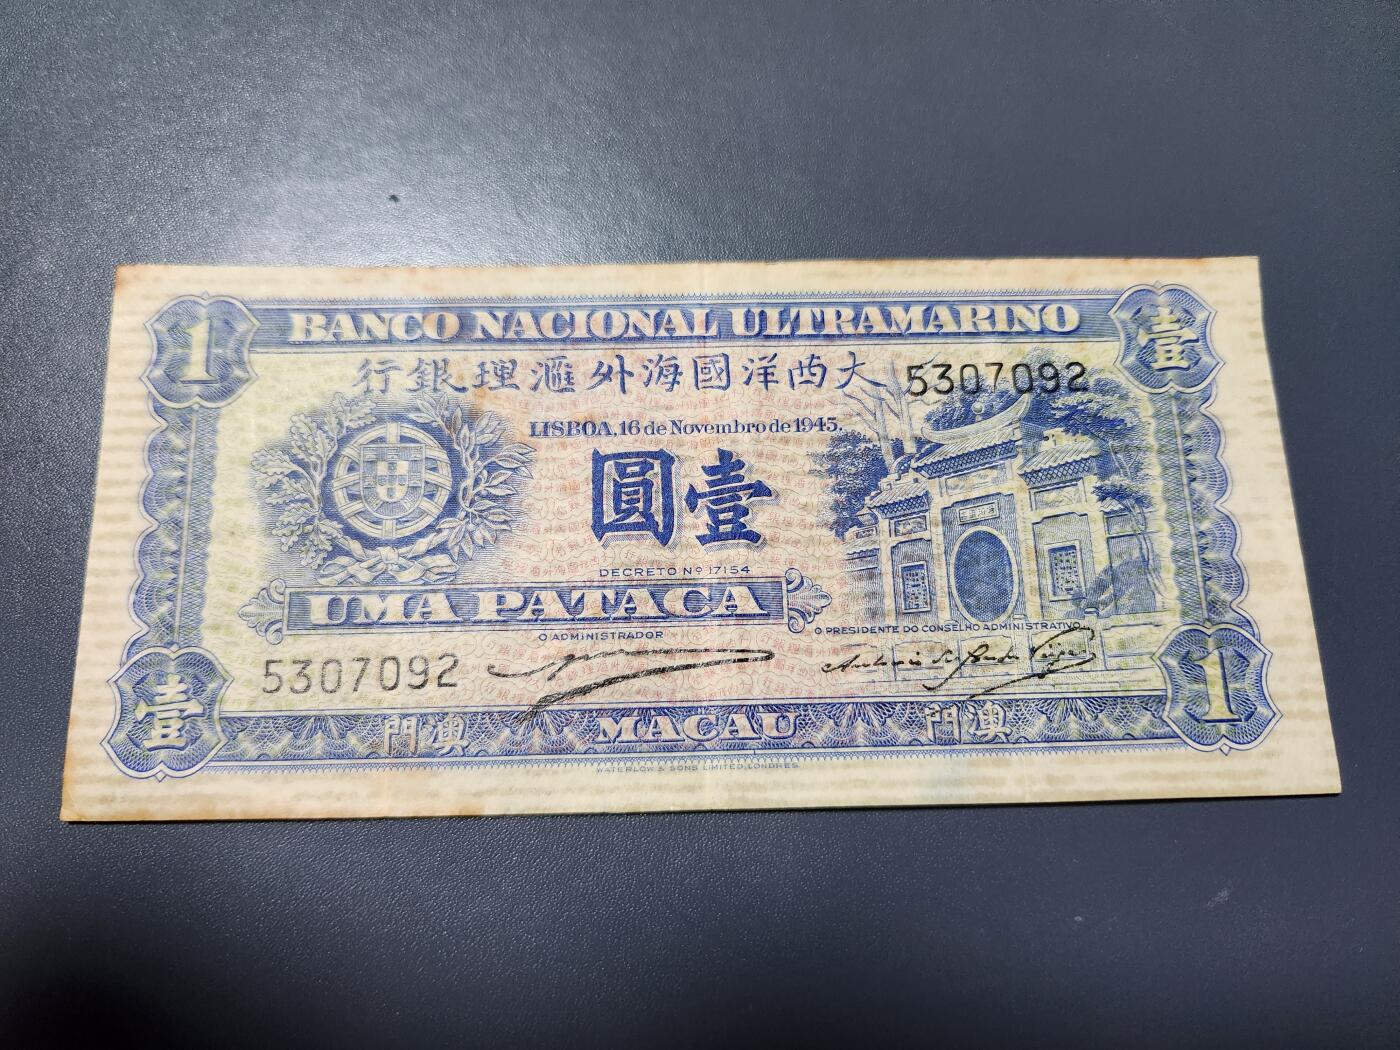 1 BANCO NACIONAL ULTRAMARINO 壹
行銀理滙外海國洋西大 5307092
LISBOA, 16 de Novembro de 1945.
圓壹
DECRETO Nº 17154
UMA PATACA
O ADMINISTRADOR O PRESIDENTE DO CONSELHO ADMINISTRATIVO
5307092
壹 門澳 MACAU 門澳 1
WATERLOW & SONS LIMITED, LONDRES